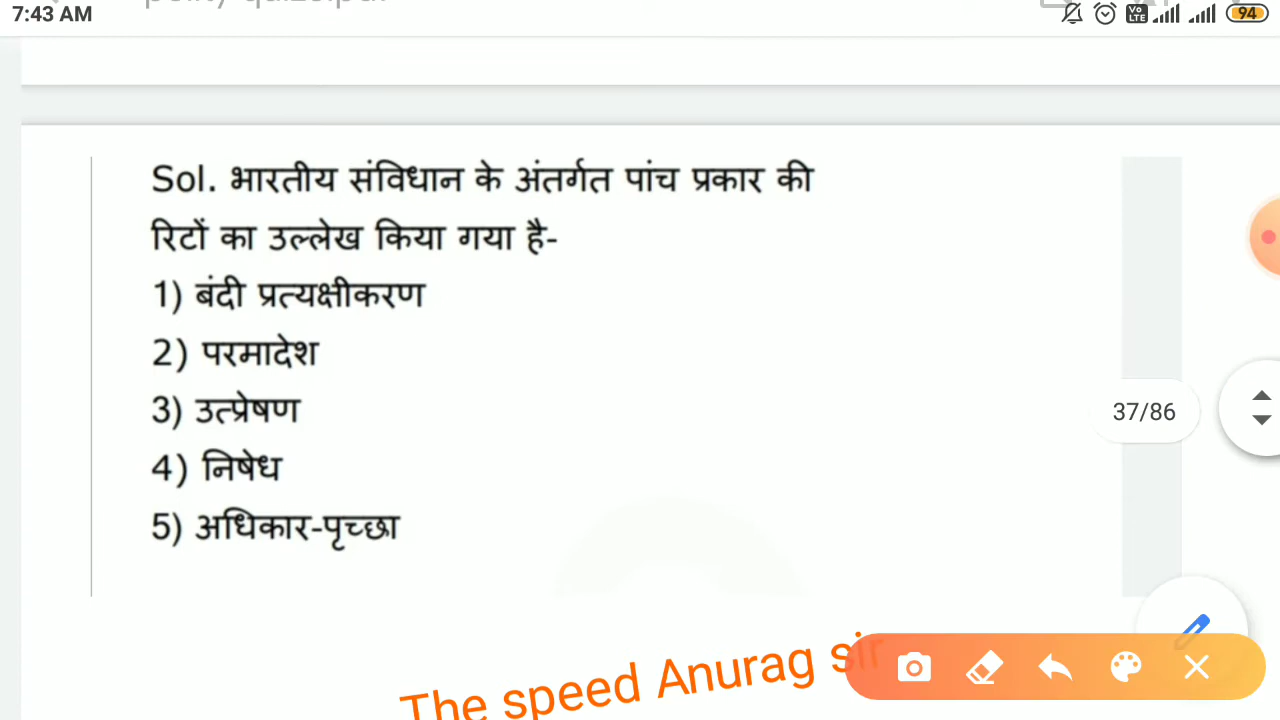 7:43 AM
94
Sol. भारतीय संविधान के अंतर्गत पांच प्रकार की
रिटों का उल्लेख किया गया है-
1) बंदी प्रत्यक्षीकरण
2) परमादेश
3) उत्प्रेषण
4) निषेध
5) अधिकार-पृच्छा
37/86
The speed Anurag sir